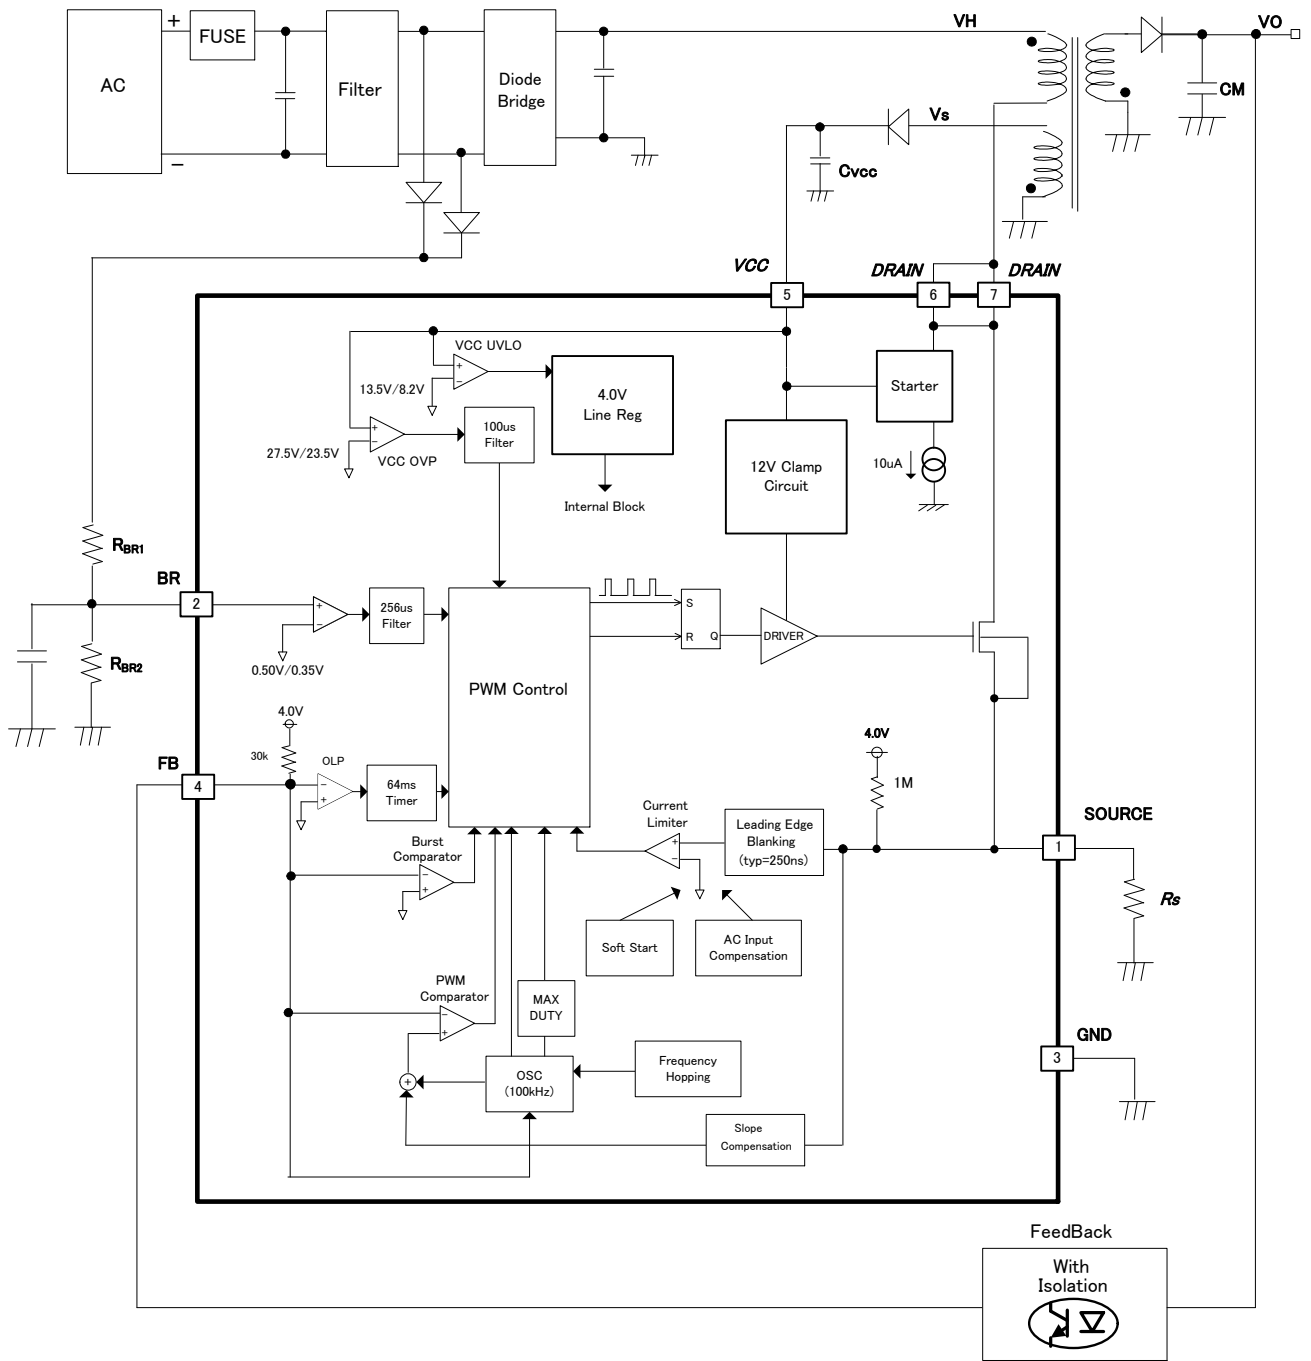 VH
VO
+
FUSE
AC
Filter
Diode
Bridge
CM
Vs
−
Cvcc
VCC
DRAIN
DRAIN
5
6
7
VCC UVLO
+
−
13.5V/8.2V
4.0V
Line Reg
Starter
+
−
27.5V/23.5V
VCC OVP
100us
Filter
12V Clamp
Circuit
10uA
Internal Block
RBR1
BR
2
+
−
256us
Filter
0.50V/0.35V
S
R
Q
DRIVER
RBR2
PWM Control
4.0V
30k
FB
4
OLP
−
+
64ms
Timer
4.0V
1M
Current
Limiter
+
−
Leading Edge
Blanking
(typ=250ns)
SOURCE
1
Burst
Comparator
−
+
Rs
Soft Start
AC Input
Compensation
PWM
Comparator
−
+
MAX
DUTY
GND
3
+
OSC
(100kHz)
Frequency
Hopping
Slope
Compensation
FeedBack
With
Isolation